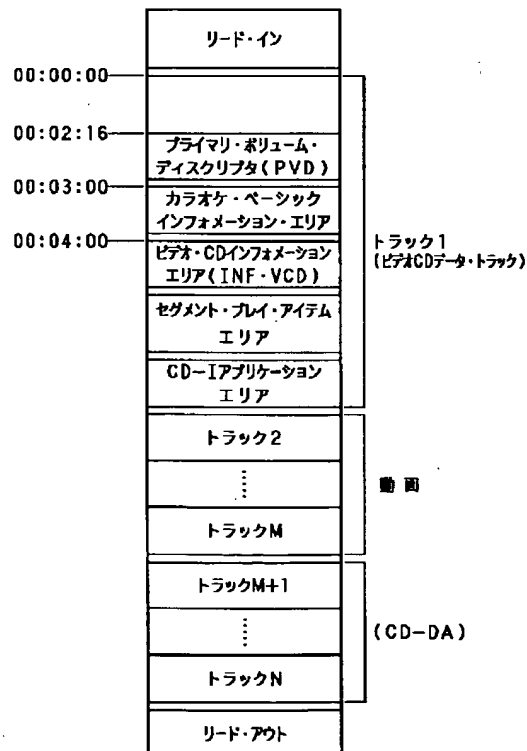 リード・イン
00:00:00
00:02:16
プライマリ・ボリューム・
ディスクリプタ(PVD)
00:03:00
カラオケ・ベーシック
インフォメーション・エリア
00:04:00
ビデオ・CDインフォメーション
エリア(INF・VCD)
トラック1
(ビデオCDデータ・トラック)
セグメント・プレイ・アイテム
エリア
CD-Iアプリケーション
エリア
トラック2
動画
トラックM
トラックM+1
(CD-DA)
トラックN
リード・アウト